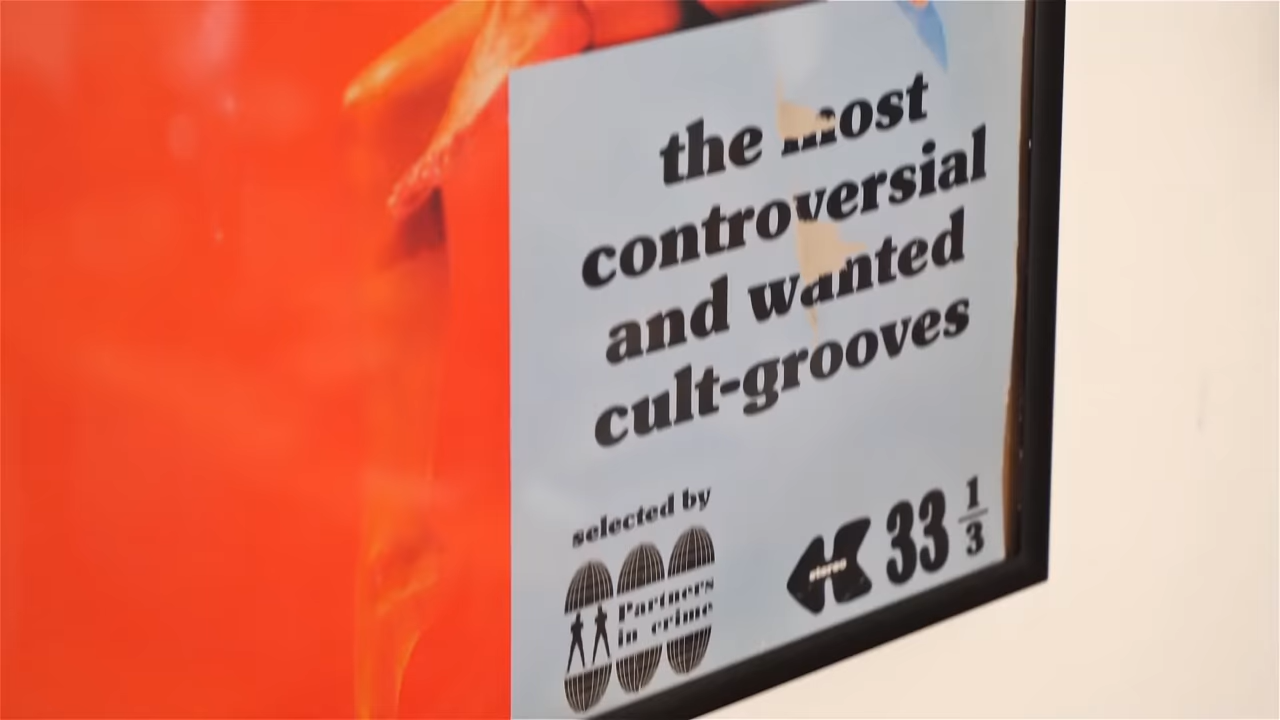 the most
controversial
and wanted
cult-grooves
selected by
Partners
in crime
stereo
33 1/3